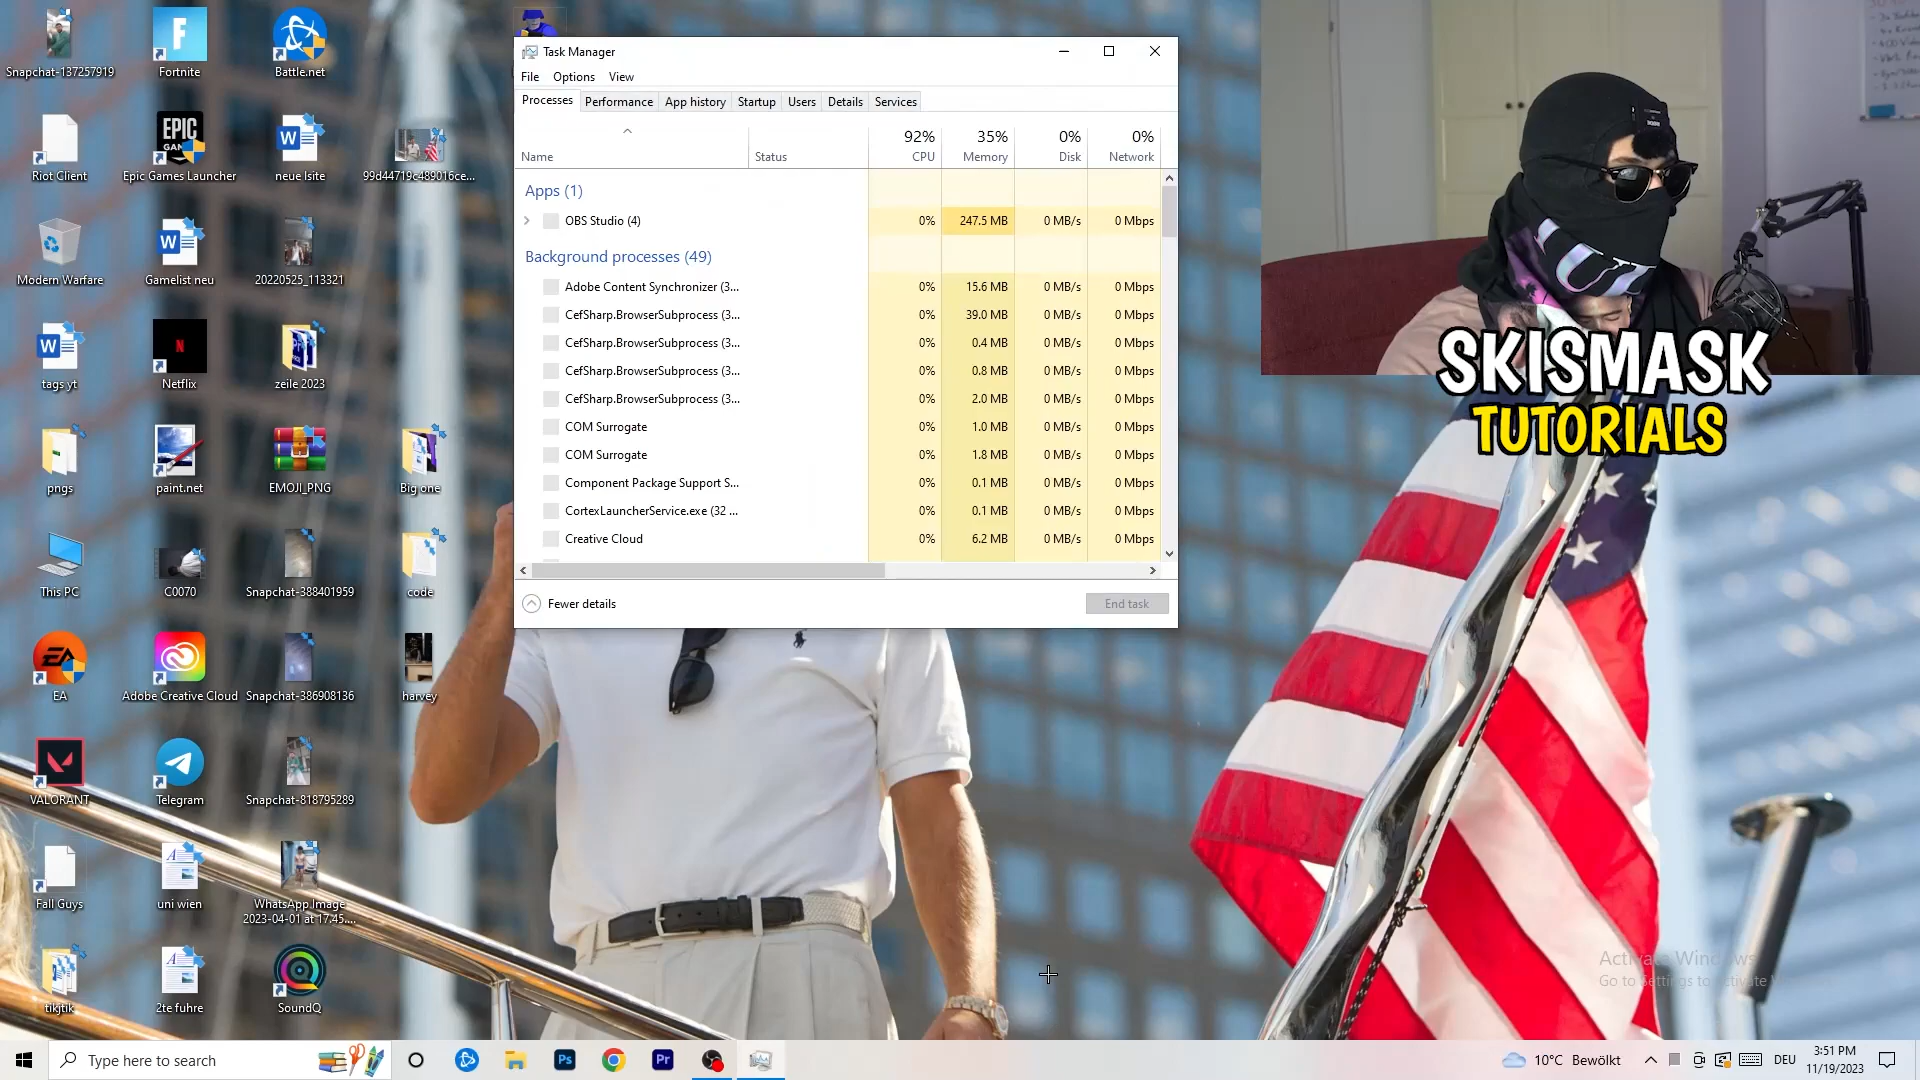 Snapchat-137257919
Fortnite
Battle.net
Riot Client
EPIC
Epic Games Launcher
neue lsite
99d44719c489016ce...
Modern Warfare
Gamelist neu
20220525_113321
tags yt
Netflix
zeile 2023
pngs
paint.net
EMOJI_PNG
Big one
This PC
C0070
Snapchat-388401959
code
EA
Adobe Creative Cloud
Snapchat-386908136
harvey
VALORANT
Telegram
Snapchat-818795289
Fall Guys
uni wien
WhatsApp Image
2023-04-01 at 17.45....
tikjtik
2te fuhre
SoundQ
Task Manager
File Options View
Processes Performance App history Startup Users Details Services
92% 35% 0% 0%
Name Status CPU Memory Disk Network
Apps (1)
OBS Studio (4) 0% 247.5 MB 0 MB/s 0 Mbps
Background processes (49)
Adobe Content Synchronizer (3... 0% 15.6 MB 0 MB/s 0 Mbps
CefSharp.BrowserSubprocess (3... 0% 39.0 MB 0 MB/s 0 Mbps
CefSharp.BrowserSubprocess (3... 0% 0.4 MB 0 MB/s 0 Mbps
CefSharp.BrowserSubprocess (3... 0% 0.8 MB 0 MB/s 0 Mbps
CefSharp.BrowserSubprocess (3... 0% 2.0 MB 0 MB/s 0 Mbps
COM Surrogate 0% 1.0 MB 0 MB/s 0 Mbps
COM Surrogate 0% 1.8 MB 0 MB/s 0 Mbps
Component Package Support S... 0% 0.1 MB 0 MB/s 0 Mbps
CortexLauncherService.exe (32 ... 0% 0.1 MB 0 MB/s 0 Mbps
Creative Cloud 0% 6.2 MB 0 MB/s 0 Mbps
Fewer details
End task
SKISMASK
TUTORIALS
Activate Windows
Go to Settings to activate
Type here to search
Ps
Pr
10°C Bewölkt
DEU
3:51 PM
11/19/2023